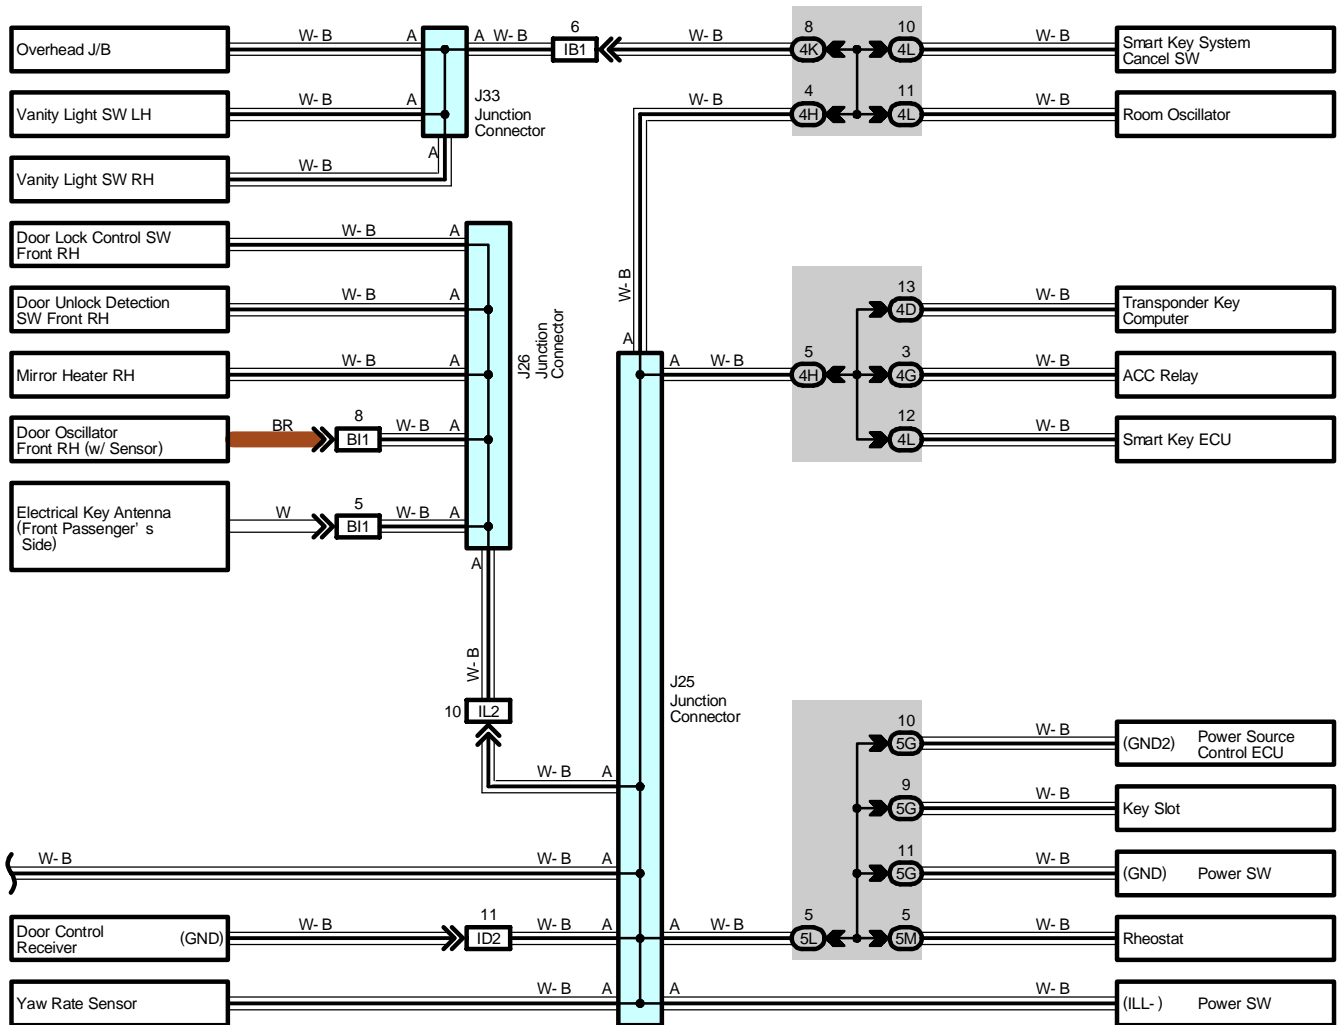 Overhead J/B W-B A A W-B 6 IB1 W-B 8 4K 10 4L W-B Smart Key System
Cancel SW
Vanity Light SW LH W-B A J33
Junction
Connector W-B 4 4H 11 4L W-B Room Oscillator
Vanity Light SW RH W-B A
Door Lock Control SW
Front RH W-B A
Door Unlock Detection
SW Front RH W-B A
J26
Junction
Connector
W-B
13 4D W-B Transponder Key
Computer
Mirror Heater RH W-B A
A A W-B 5 4H 3 4G W-B ACC Relay
Door Oscillator
Front RH (w/ Sensor) BR 8 BI1 W-B A
12 4L W-B Smart Key ECU
Electrical Key Antenna
(Front Passenger' s
Side) W 5 BI1 W-B A
A
W-B
10 IL2
J25
Junction
Connector
10 5G W-B (GND2) Power Source
Control ECU
W-B A
9 5G W-B Key Slot
W-B W-B A
11 5G W-B (GND) Power SW
Door Control
Receiver (GND) W-B 11 ID2 W-B A A W-B 5 5L 5 5M W-B Rheostat
Yaw Rate Sensor W-B A A W-B (ILL-) Power SW